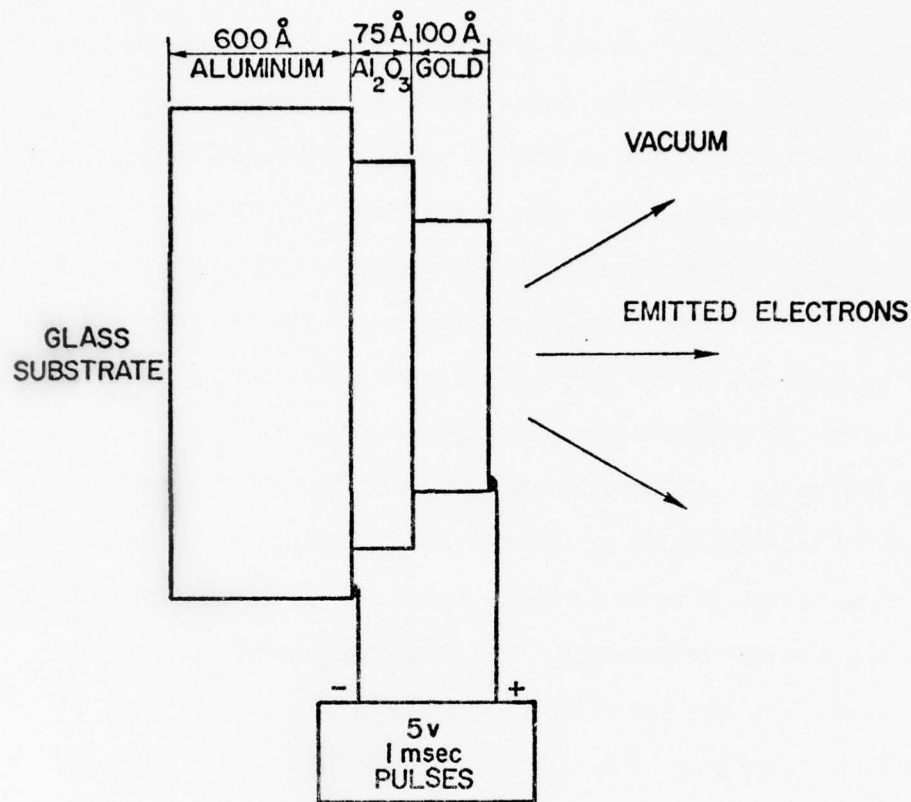 600 Å
75 Å
100 Å
ALUMINUM
Al₂O₃
GOLD
VACUUM
EMITTED ELECTRONS
GLASS
SUBSTRATE
− +
5v
1 msec
PULSES